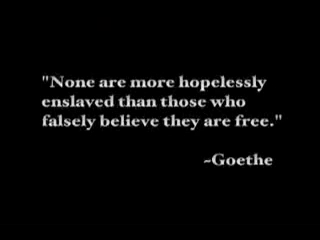 "None are more hopelessly
enslaved than those who
falsely believe they are free."
~Goethe